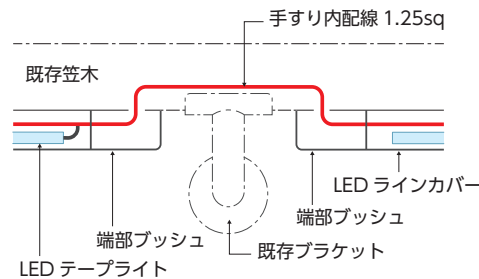 手すり内配線 1.25sq
既存笠木
LED ラインカバー
端部ブッシュ
端部ブッシュ
既存ブラケット
LED テープライト